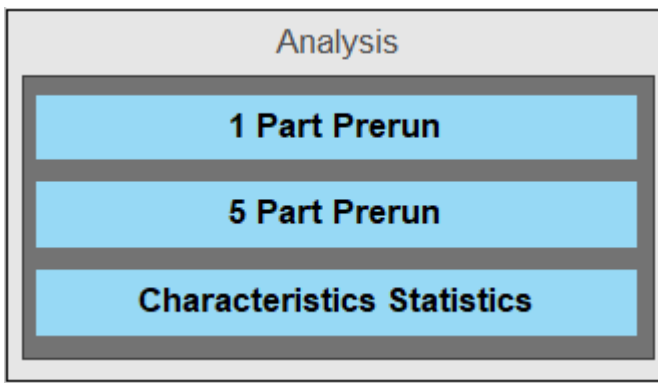 Analysis
1 Part Prerun
5 Part Prerun
Characteristics Statistics